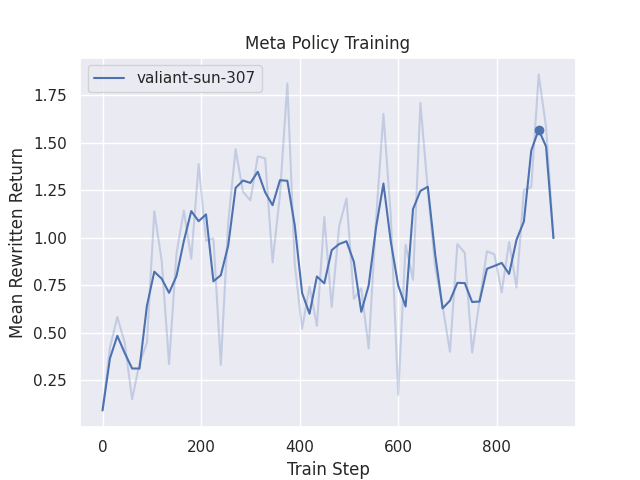 Meta Policy Training
valiant-sun-307
Mean Rewritten Return
1.75
1.50
1.25
1.00
0.75
0.50
0.25
0 200 400 600 800
Train Step